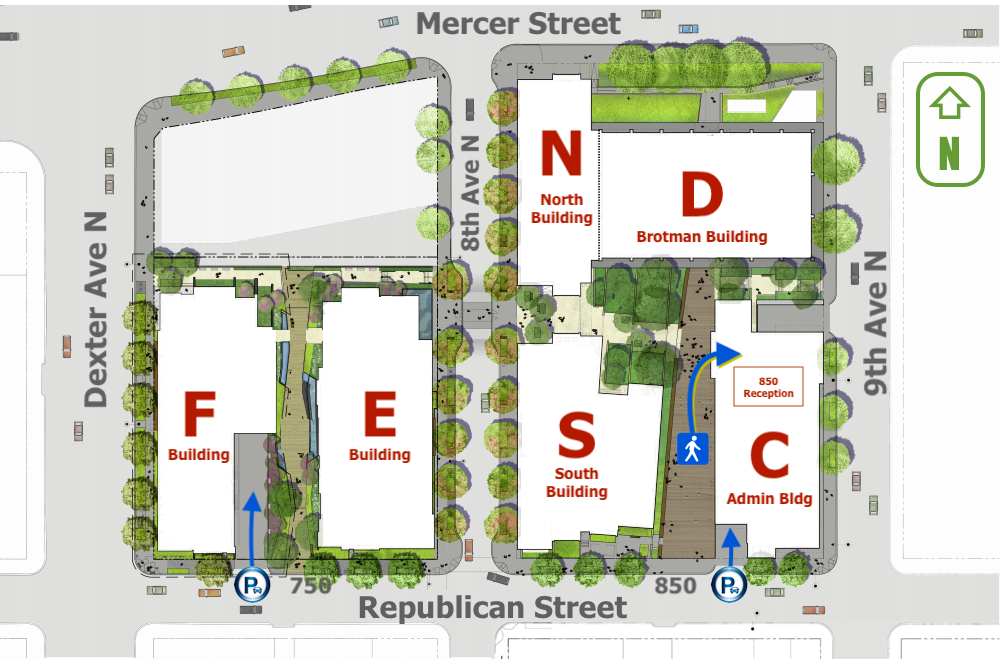 Mercer Street
N
8th Ave N
Dexter Ave N
9th Ave N
N
North
Building
D
Brotman Building
F
Building
E
Building
S
South
Building
850
Reception
C
Admin Bldg
P
750
850
P
Republican Street